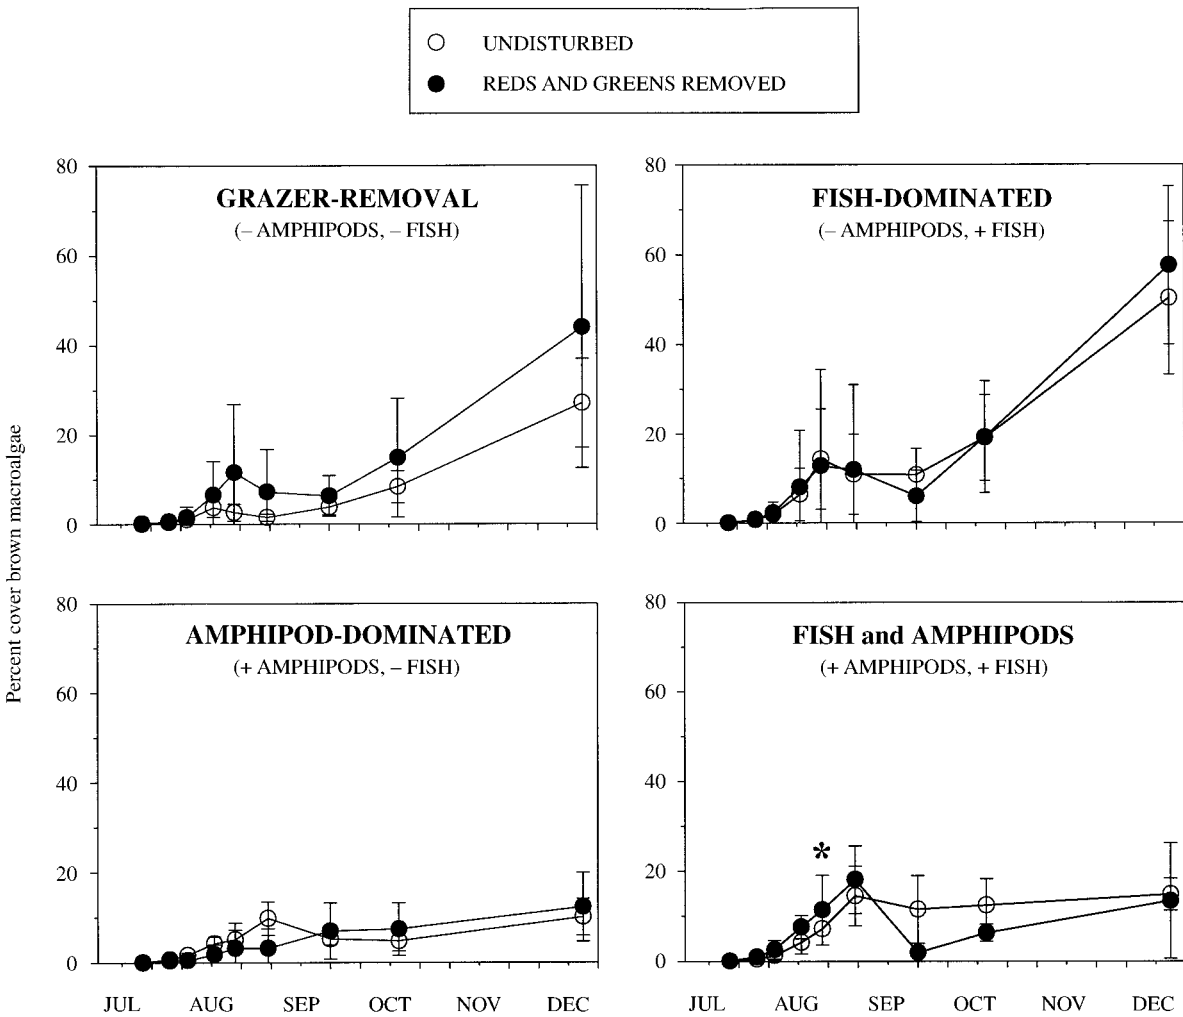 UNDISTURBED
REDS AND GREENS REMOVED
Percent cover brown macroalgae
80
60
40
20
0
GRAZER-REMOVAL
(– AMPHIPODS, – FISH)
80
60
40
20
0
FISH-DOMINATED
(– AMPHIPODS, + FISH)
80
60
40
20
0
AMPHIPOD-DOMINATED
(+ AMPHIPODS, – FISH)
JUL AUG SEP OCT NOV DEC
80
60
40
20
0
FISH and AMPHIPODS
(+ AMPHIPODS, + FISH)
*
JUL AUG SEP OCT NOV DEC